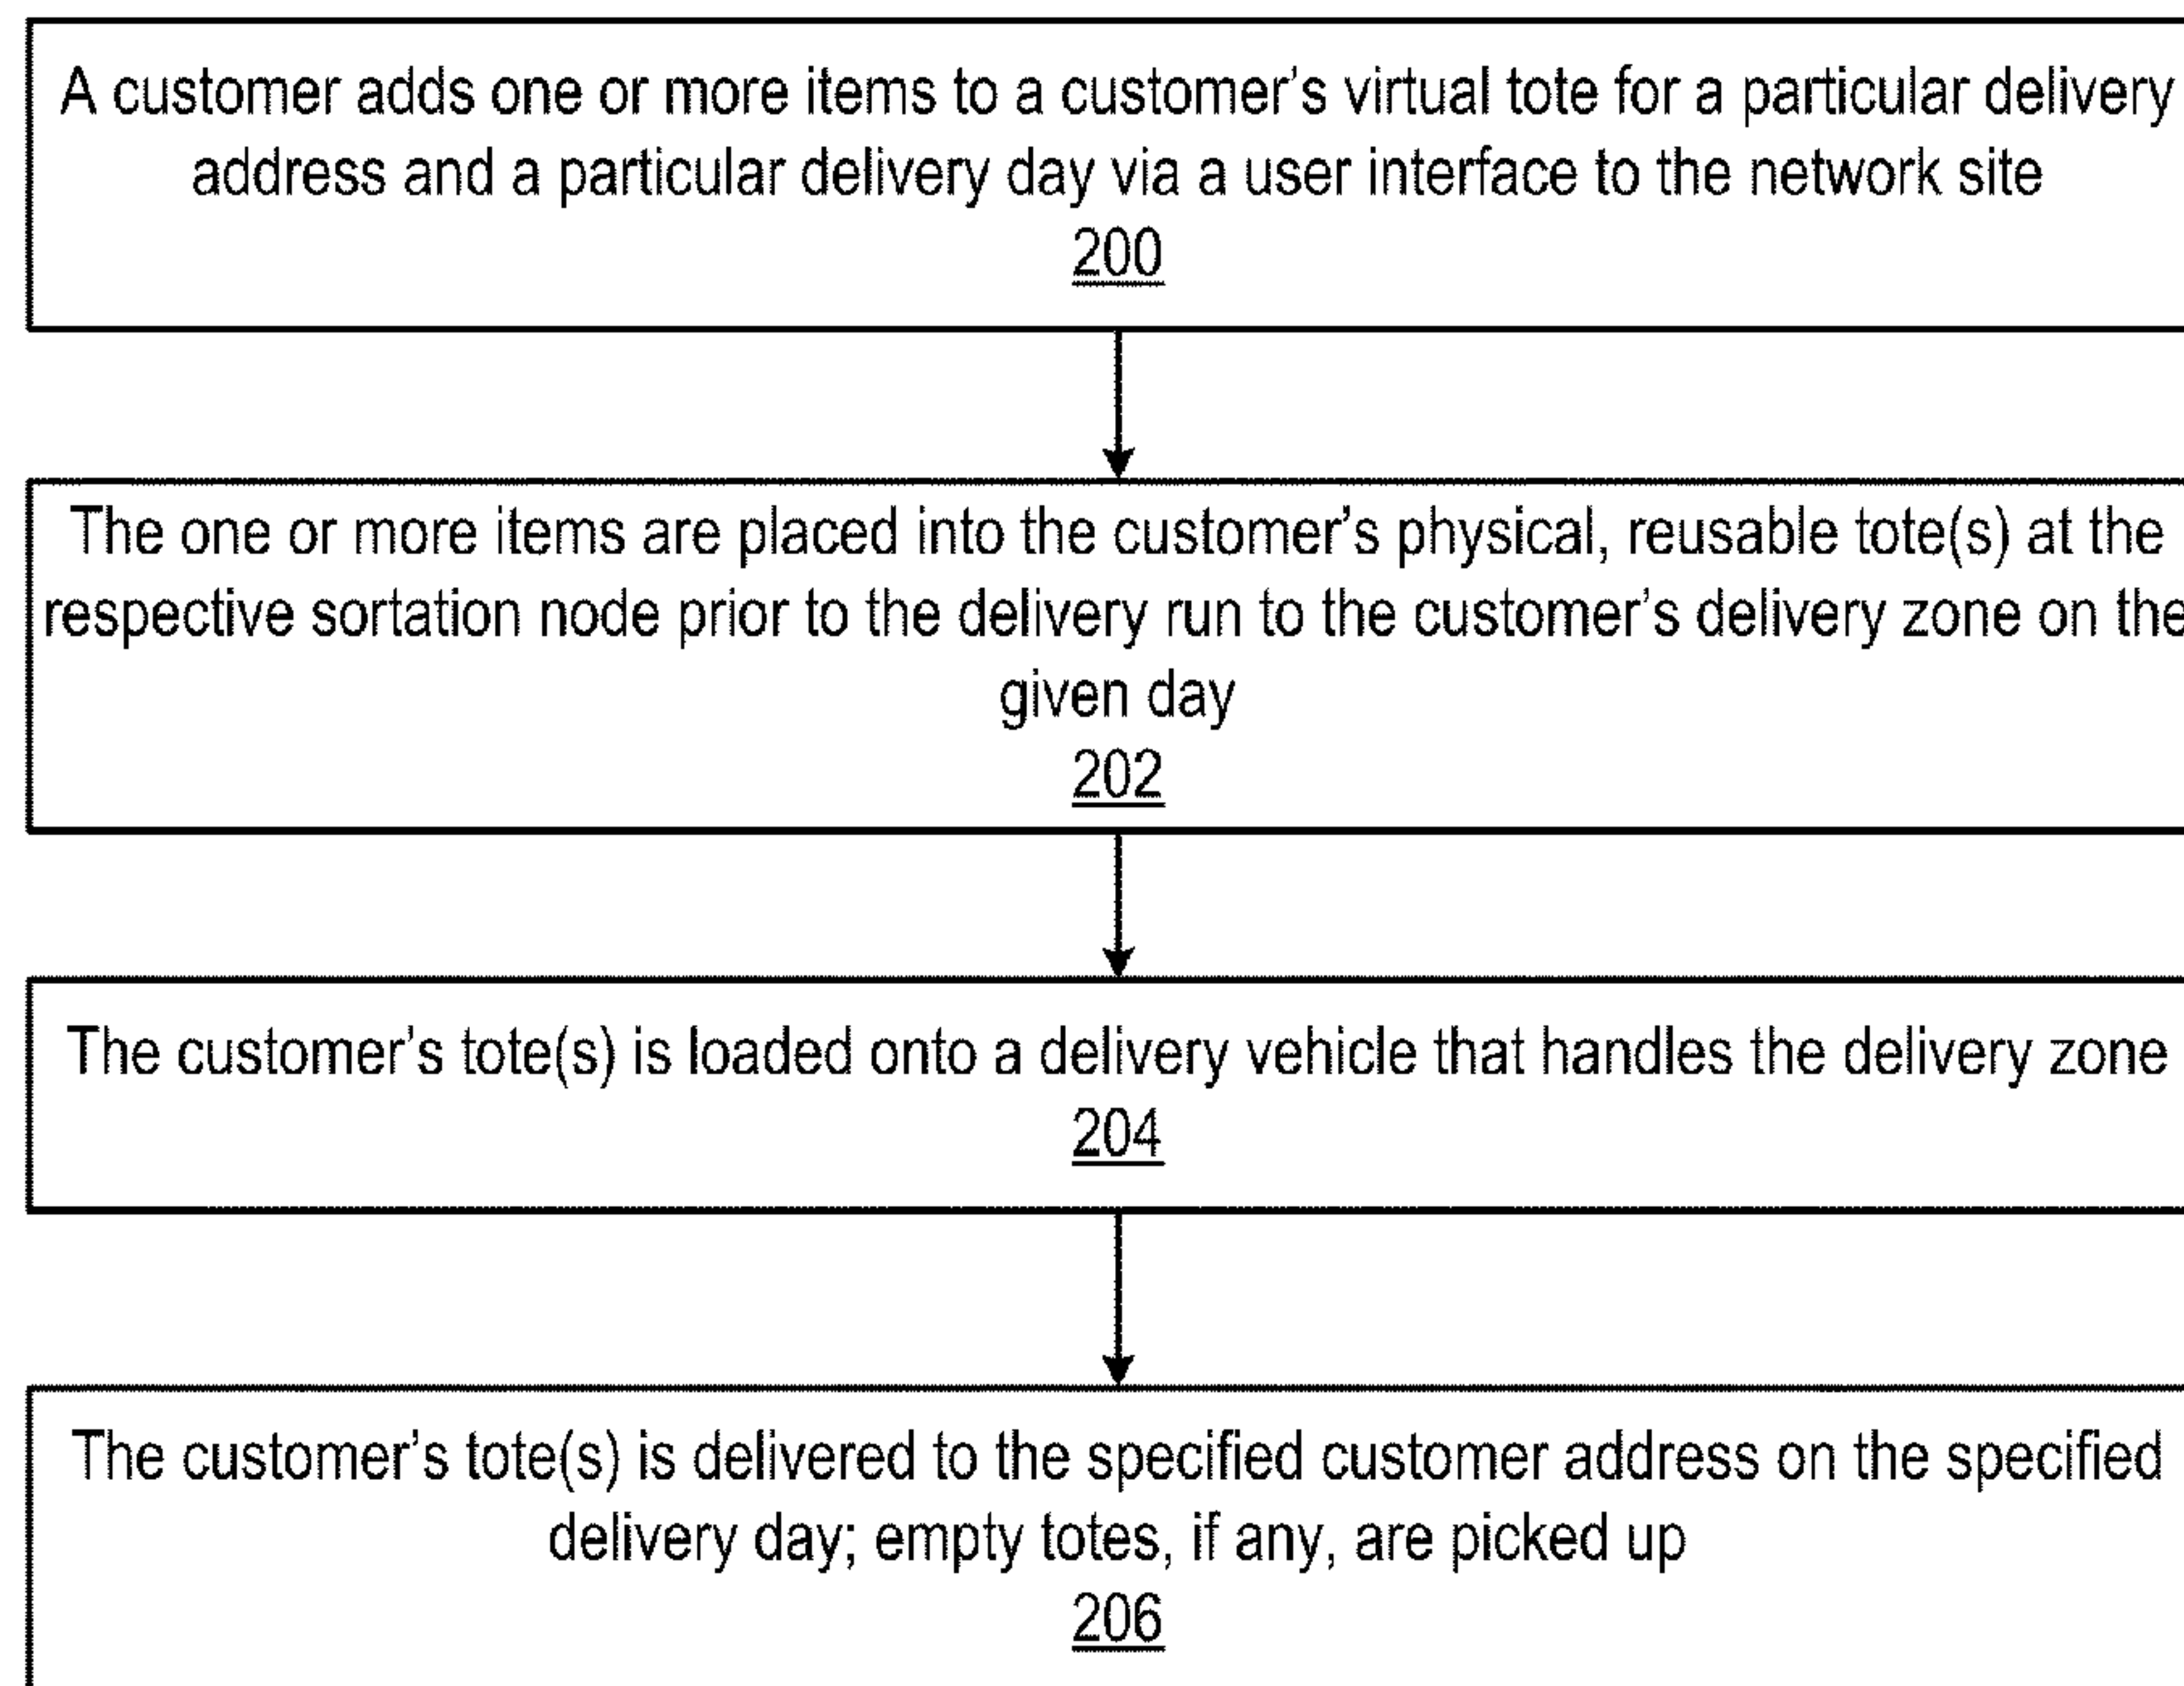 A customer adds one or more items to a customer's virtual tote for a particular delivery
address and a particular delivery day via a user interface to the network site
200
The one or more items are placed into the customer's physical, reusable tote(s) at the
respective sortation node prior to the delivery run to the customer's delivery zone on the
given day
202
The customer's tote(s) is loaded onto a delivery vehicle that handles the delivery zone
204
The customer's tote(s) is delivered to the specified customer address on the specified
delivery day; empty totes, if any, are picked up
206